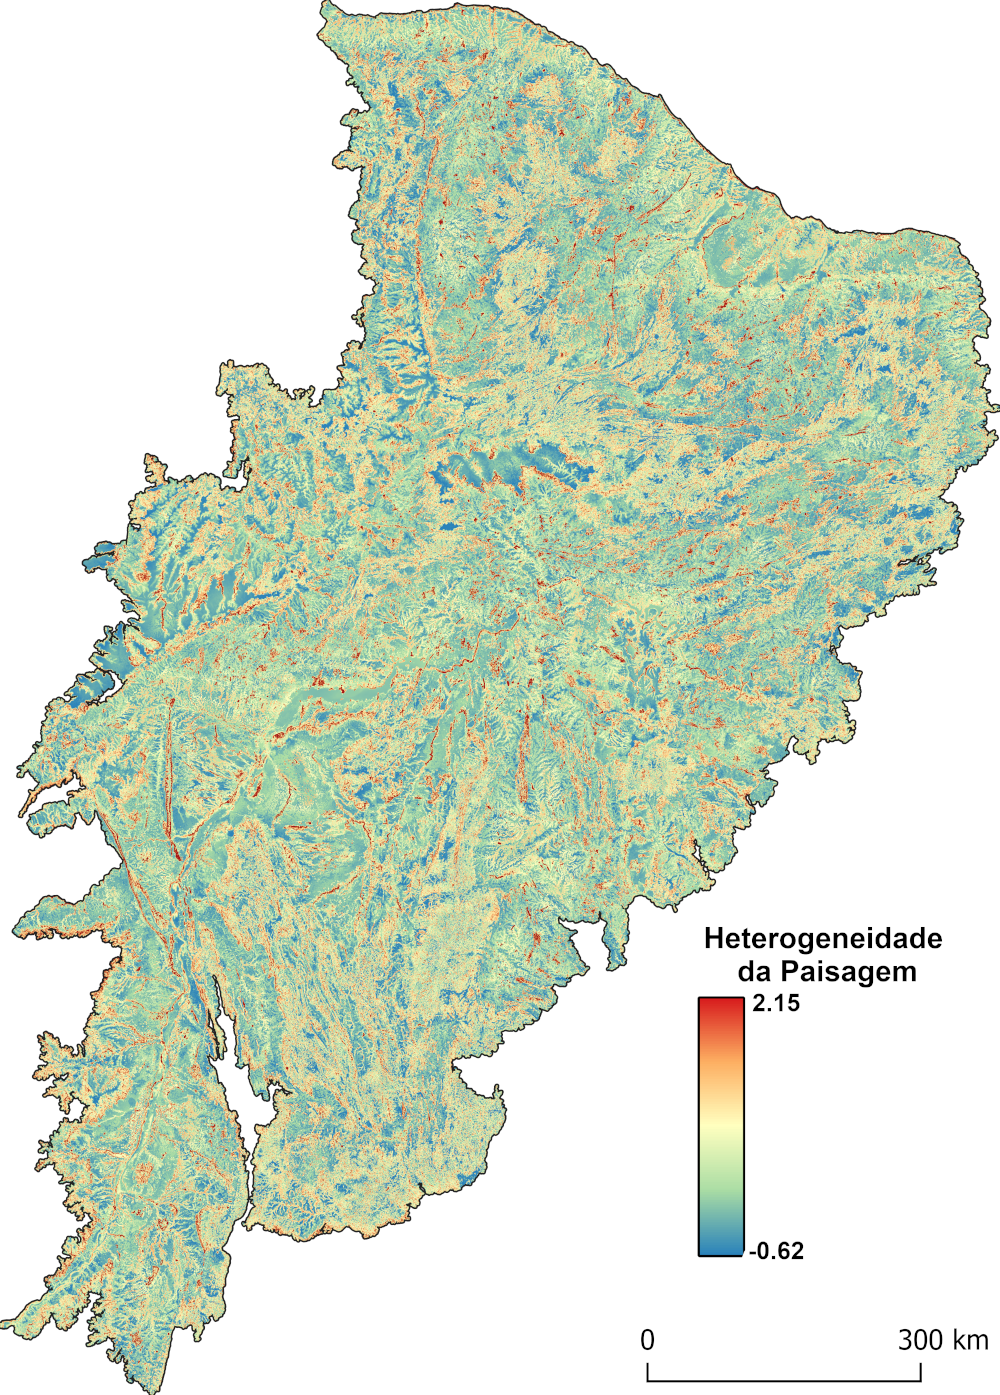 Heterogeneidade
da Paisagem
2.15
-0.62
0 300 km